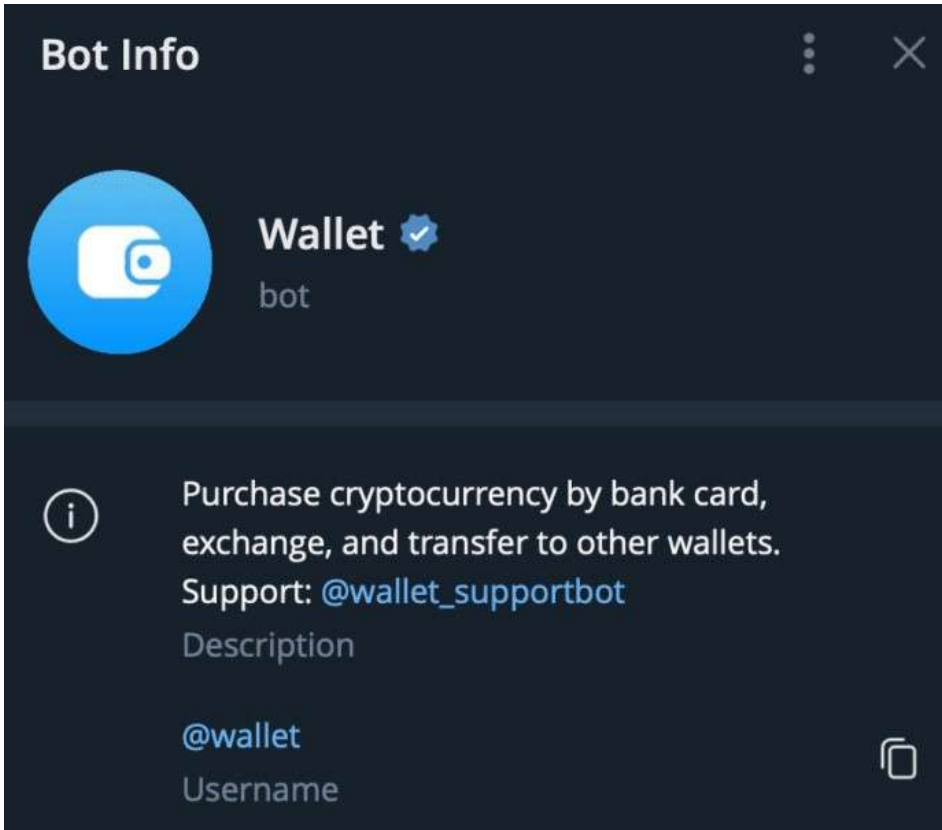 Bot Info
Wallet
bot
Purchase cryptocurrency by bank card,
exchange, and transfer to other wallets.
Support: @wallet_supportbot
Description
@wallet
Username